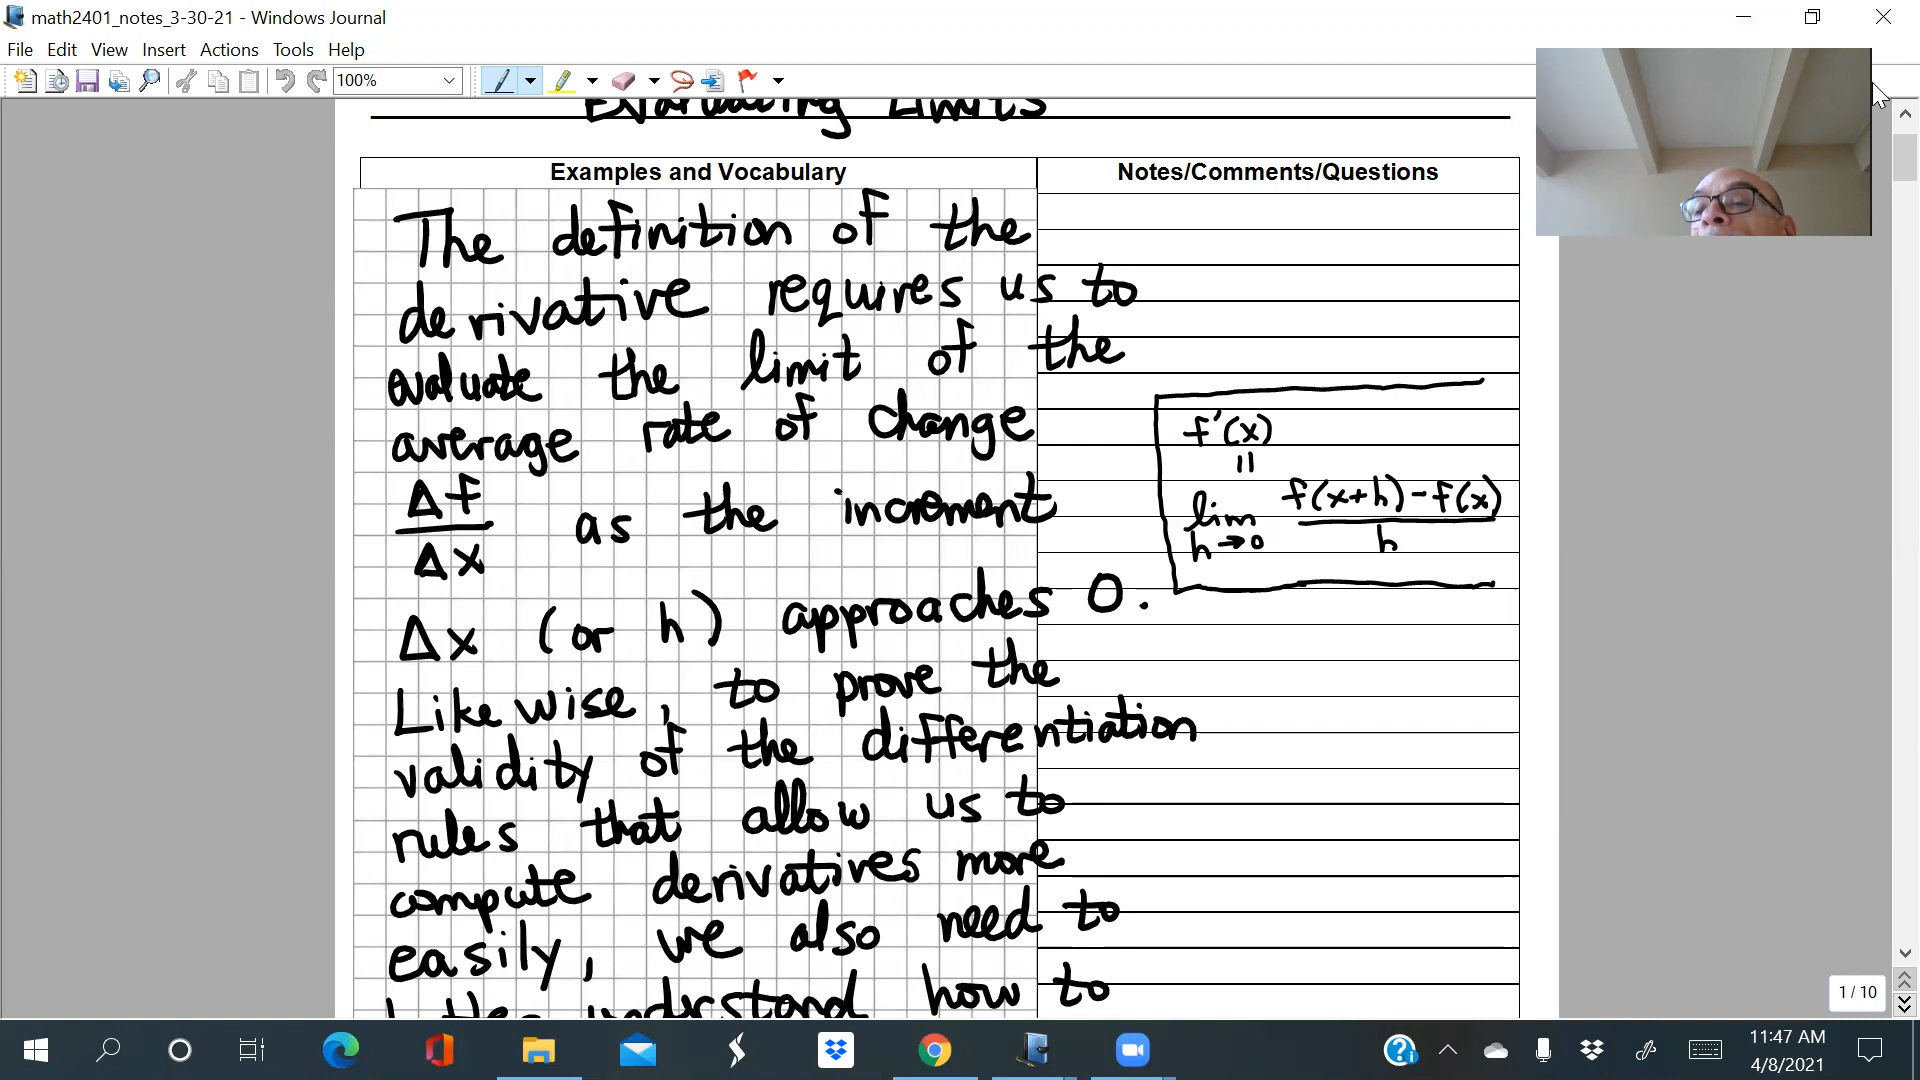 math2401_notes_3-30-21 - Windows Journal
File Edit View Insert Actions Tools Help
100%
Evaluating Limits
Examples and Vocabulary
Notes/Comments/Questions
The definition of the
derivative requires us to
evaluate the limit of the
average rate of change
Δf
Δx
as the increment
Δx (or h) approaches 0.
Likewise, to prove the
validity of the differentiation
rules that allow us to
compute derivatives more
easily, we also need to
better understand how to
f'(x)
=
lim h→0 f(x+h)-f(x)
h
1 / 10
11:47 AM
4/8/2021